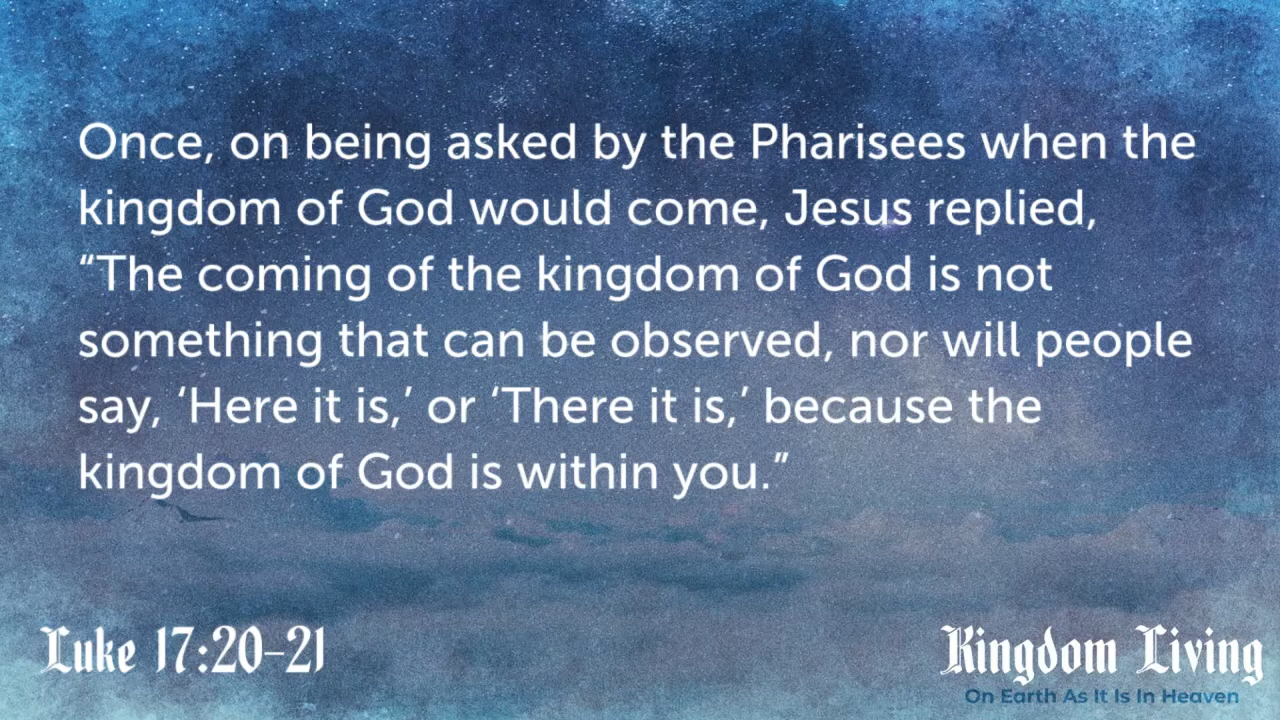 Once, on being asked by the Pharisees when the
kingdom of God would come, Jesus replied,
“The coming of the kingdom of God is not
something that can be observed, nor will people
say, ‘Here it is,’ or ‘There it is,’ because the
kingdom of God is within you.”
Luke 17:20-21
Kingdom Living
On Earth As It Is In Heaven